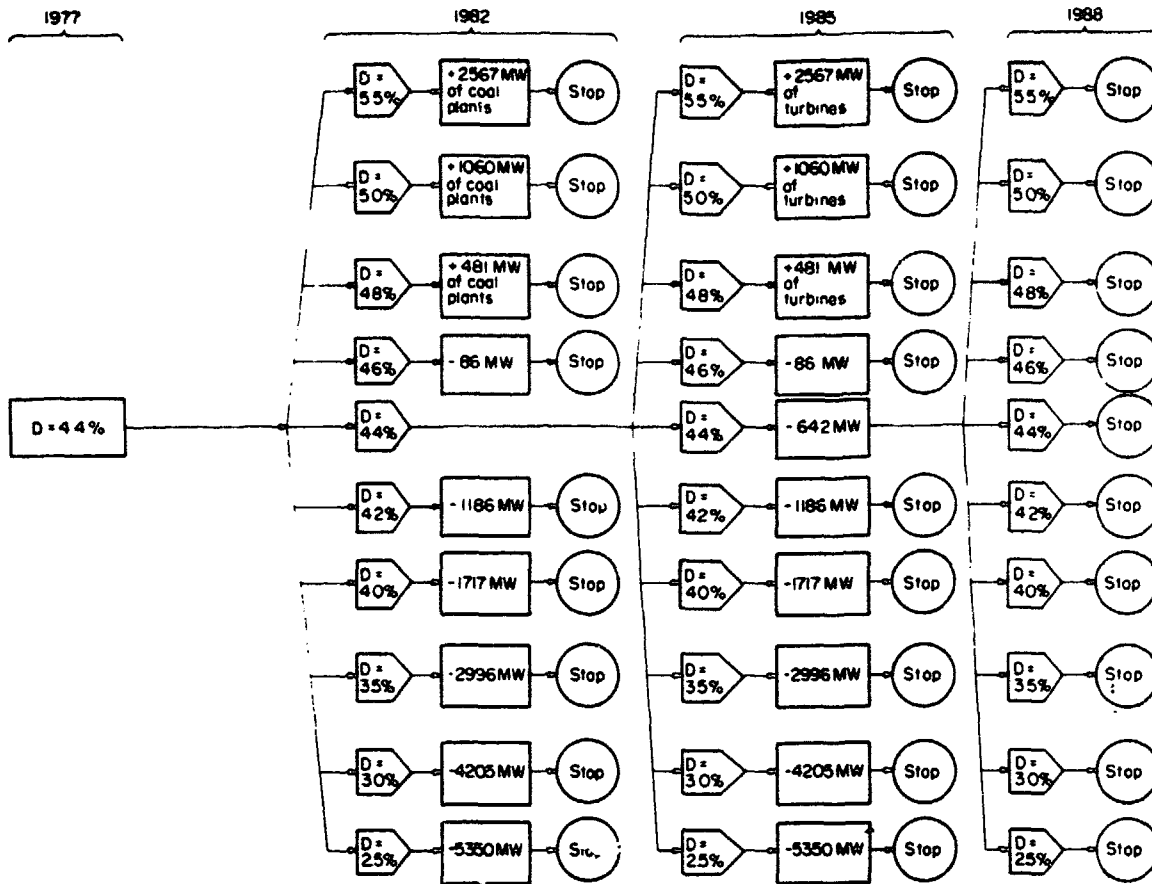 1977
1982
1985
1988
D =
55%
+2567 MW
of coal
plants
Stop
D =
55%
+2567 MW
of
turbines
Stop
D =
55%
Stop
D =
50%
+1060 MW
of coal
plants
Stop
D =
50%
+1060 MW
of
turbines
Stop
D =
50%
Stop
D =
48%
+481 MW
of coal
plants
Stop
D =
48%
+481 MW
of
turbines
Stop
D =
48%
Stop
D =
46%
-86 MW
Stop
D =
46%
-86 MW
Stop
D =
46%
Stop
D = 44%
D =
44%
D =
44%
-642 MW
D =
44%
Stop
D =
42%
-1186 MW
Stop
D =
42%
-1186 MW
Stop
D =
42%
Stop
D =
40%
-1717 MW
Stop
D =
40%
-1717 MW
Stop
D =
40%
Stop
D =
35%
-2996 MW
Stop
D =
35%
-2996 MW
Stop
D =
35%
Stop
D =
30%
-4205 MW
Stop
D =
30%
-4205 MW
Stop
D =
30%
Stop
D =
25%
-5350 MW
D =
25%
-5350 MW
Stop
D =
25%
Stop